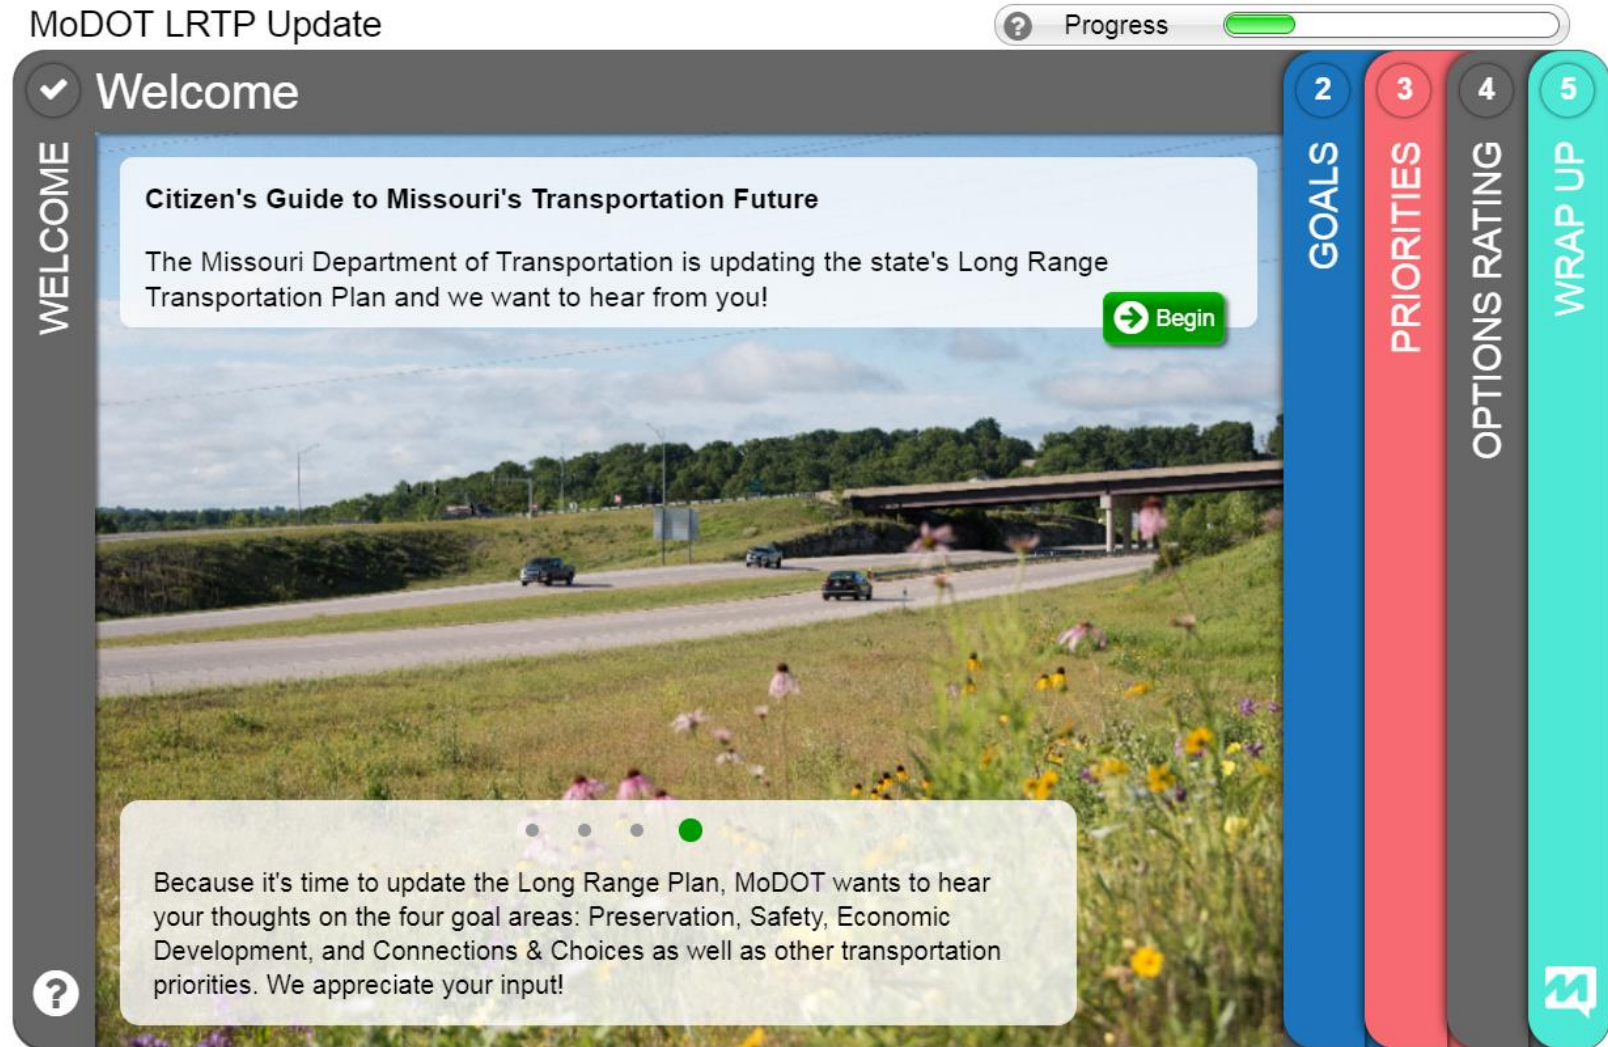 MoDOT LRTP Update
Progress
Welcome
WELCOME
Citizen's Guide to Missouri's Transportation Future
The Missouri Department of Transportation is updating the state's Long Range
Transportation Plan and we want to hear from you!
Begin
Because it's time to update the Long Range Plan, MoDOT wants to hear
your thoughts on the four goal areas: Preservation, Safety, Economic
Development, and Connections & Choices as well as other transportation
priorities. We appreciate your input!
?
2
GOALS
3
PRIORITIES
4
OPTIONS RATING
5
WRAP UP